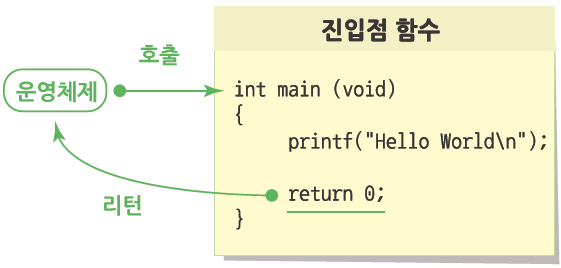 진입점 함수
호출
운영체제
int main (void)
{
printf("Hello World\n");
return 0;
리턴
}